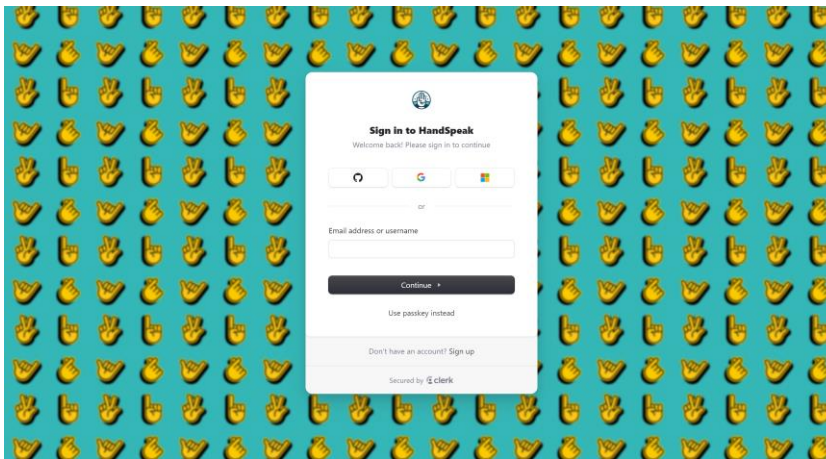 Sign in to HandSpeak
Welcome back! Please sign in to continue
or
Email address or username
Continue
Use passkey instead
Don't have an account? Sign up
Secured by clerk